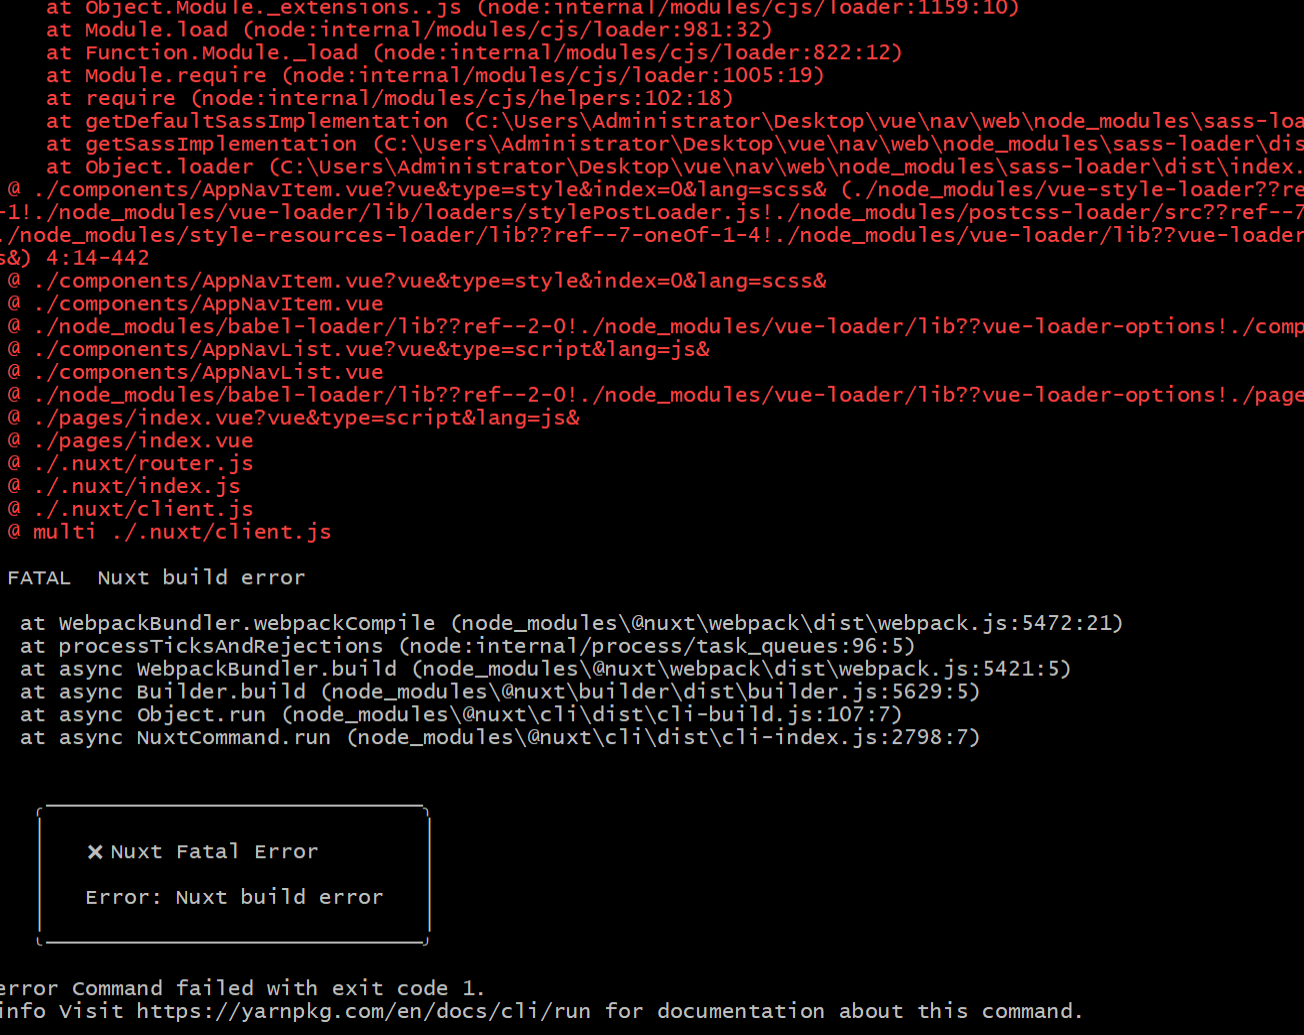 at Object.Module._extensions..js (node:internal/modules/cjs/loader:1159:10)
at Module.load (node:internal/modules/cjs/loader:981:32)
at Function.Module._load (node:internal/modules/cjs/loader:822:12)
at Module.require (node:internal/modules/cjs/loader:1005:19)
at require (node:internal/modules/cjs/helpers:102:18)
at getDefaultSassImplementation (C:\Users\Administrator\Desktop\vue\nav\web\node_modules\sass-loa
at getSassImplementation (C:\Users\Administrator\Desktop\vue\nav\web\node_modules\sass-loader\dis
at Object.loader (C:\Users\Administrator\Desktop\vue\nav\web\node_modules\sass-loader\dist\index.
@ ./components/AppNavItem.vue?vue&type=style&index=0&lang=scss& (./node_modules/vue-style-loader??re
-1!./node_modules/vue-loader/lib/loaders/stylePostLoader.js!./node_modules/postcss-loader/src??ref--7
./node_modules/style-resources-loader/lib??ref--7-oneOf-1-4!./node_modules/vue-loader/lib??vue-loader
s&) 4:14-442
@ ./components/AppNavItem.vue?vue&type=style&index=0&lang=scss&
@ ./components/AppNavItem.vue
@ ./node_modules/babel-loader/lib??ref--2-0!./node_modules/vue-loader/lib??vue-loader-options!./comp
@ ./components/AppNavList.vue?vue&type=script&lang=js&
@ ./components/AppNavList.vue
@ ./node_modules/babel-loader/lib??ref--2-0!./node_modules/vue-loader/lib??vue-loader-options!./page
@ ./pages/index.vue?vue&type=script&lang=js&
@ ./pages/index.vue
@ ./.nuxt/router.js
@ ./.nuxt/index.js
@ ./.nuxt/client.js
@ multi ./.nuxt/client.js
FATAL  Nuxt build error
at WebpackBundler.webpackCompile (node_modules\@nuxt\webpack\dist\webpack.js:5472:21)
at processTicksAndRejections (node:internal/process/task_queues:96:5)
at async WebpackBundler.build (node_modules\@nuxt\webpack\dist\webpack.js:5421:5)
at async Builder.build (node_modules\@nuxt\builder\dist\builder.js:5629:5)
at async Object.run (node_modules\@nuxt\cli\dist\cli-build.js:107:7)
at async NuxtCommand.run (node_modules\@nuxt\cli\dist\cli-index.js:2798:7)
✖ Nuxt Fatal Error
Error: Nuxt build error
error Command failed with exit code 1.
info Visit https://yarnpkg.com/en/docs/cli/run for documentation about this command.